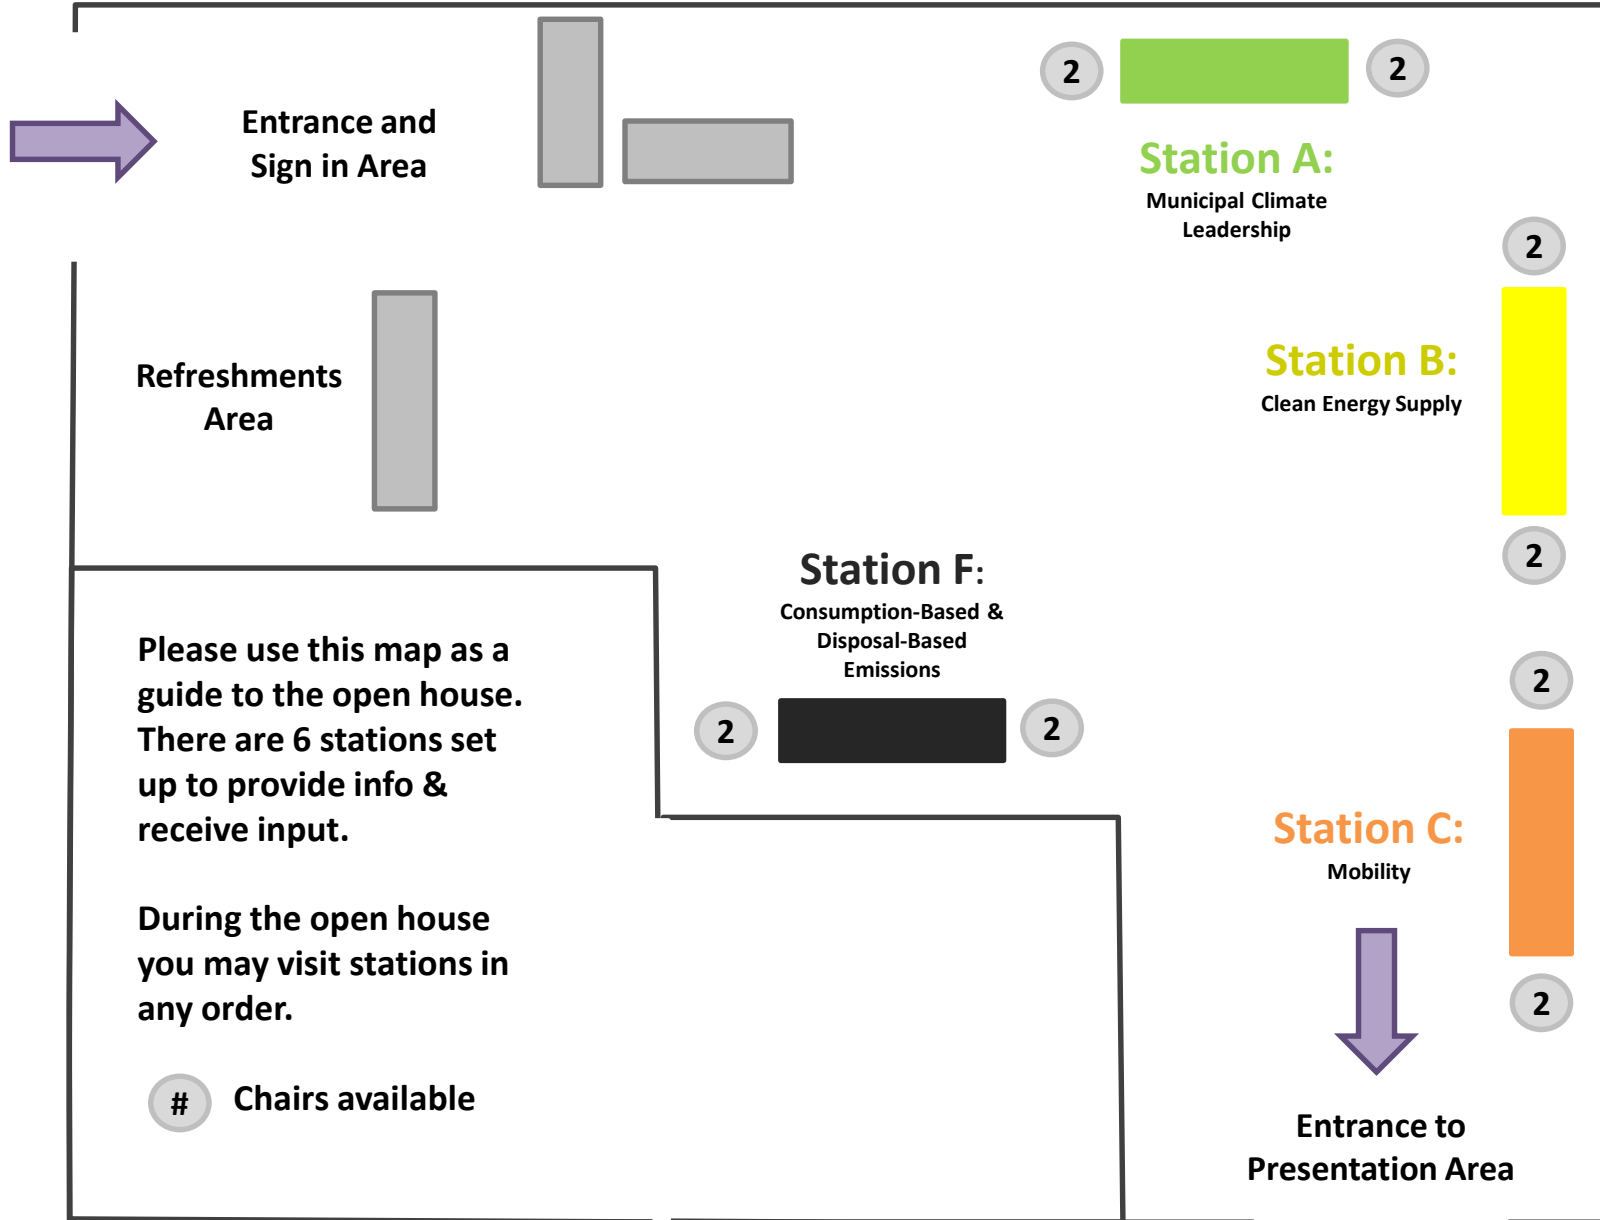 2
2
Entrance and
Sign in Area
Station A:
Municipal Climate
Leadership
2
Station B:
Clean Energy Supply
Refreshments
Area
2
Station F:
Consumption-Based &
Disposal-Based
Emissions
2
2
2
Please use this map as a
guide to the open house.
There are 6 stations set
up to provide info &
receive input.
During the open house
you may visit stations in
any order.
# Chairs available
Station C:
Mobility
2
Entrance to
Presentation Area